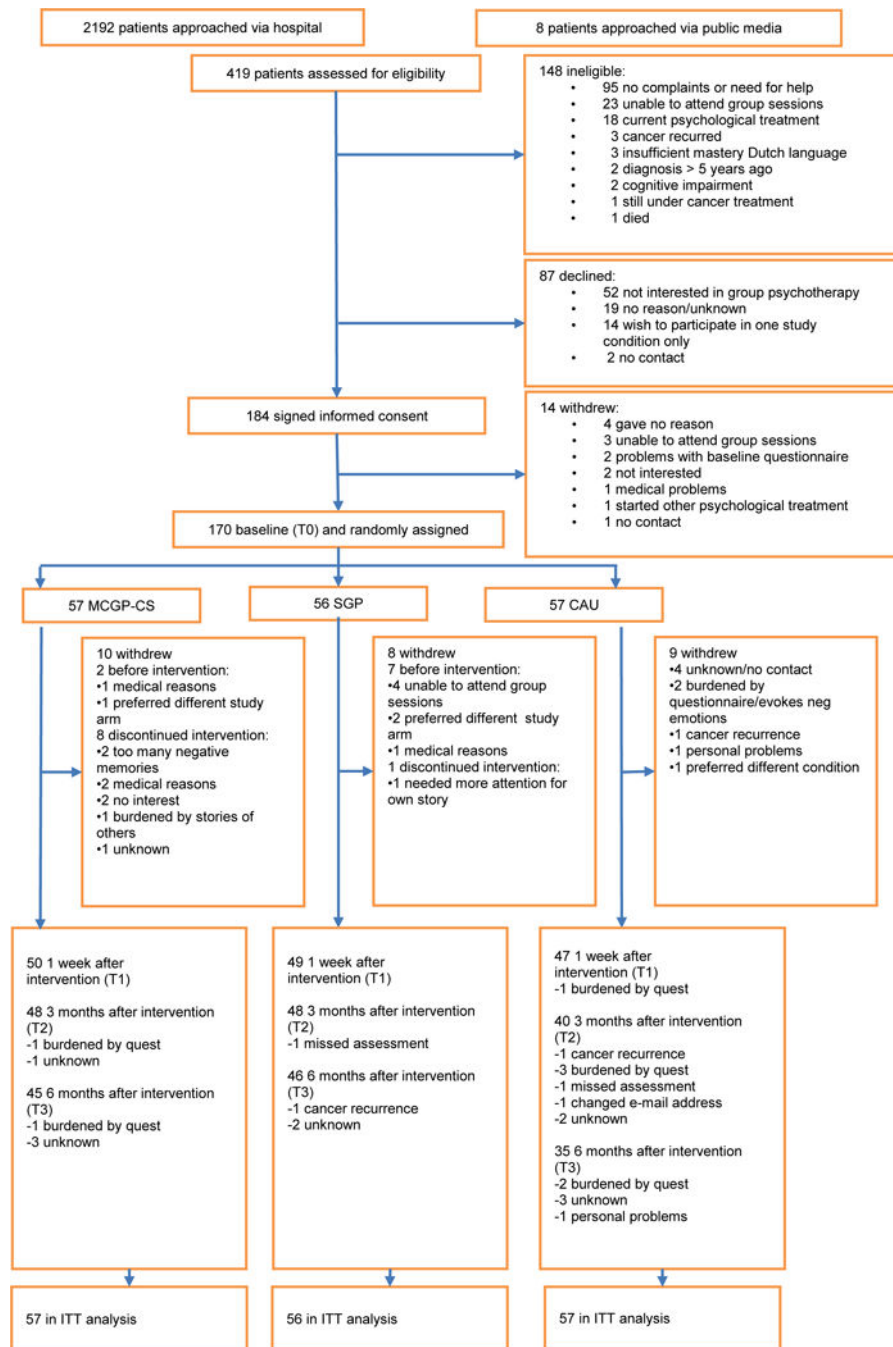 2192 patients approached via hospital
8 patients approached via public media
419 patients assessed for eligibility
148 ineligible:
• 95 no complaints or need for help
• 23 unable to attend group sessions
• 18 current psychological treatment
• 3 cancer recurred
• 3 insufficient mastery Dutch language
• 2 diagnosis > 5 years ago
• 2 cognitive impairment
• 1 still under cancer treatment
• 1 died
87 declined:
• 52 not interested in group psychotherapy
• 19 no reason/unknown
• 14 wish to participate in one study
condition only
• 2 no contact
184 signed informed consent
14 withdrew:
• 4 gave no reason
• 3 unable to attend group sessions
• 2 problems with baseline questionnaire
• 2 not interested
• 1 medical problems
• 1 started other psychological treatment
• 1 no contact
170 baseline (T0) and randomly assigned
57 MCGP-CS
56 SGP
57 CAU
10 withdrew
2 before intervention:
•1 medical reasons
•1 preferred different study
arm
8 discontinued intervention:
•2 too many negative
memories
•2 medical reasons
•2 no interest
•1 burdened by stories of
others
•1 unknown
8 withdrew
7 before intervention:
•4 unable to attend group
sessions
•2 preferred different study
arm
•1 medical reasons
1 discontinued intervention:
•1 needed more attention for
own story
9 withdrew
•4 unknown/no contact
•2 burdened by
questionnaire/evokes neg
emotions
•1 cancer recurrence
•1 personal problems
•1 preferred different condition
50 1 week after
intervention (T1)
48 3 months after intervention
(T2)
-1 burdened by quest
-1 unknown
45 6 months after intervention
(T3)
-1 burdened by quest
-3 unknown
49 1 week after
intervention (T1)
48 3 months after intervention
(T2)
-1 missed assessment
46 6 months after intervention
(T3)
-1 cancer recurrence
-2 unknown
47 1 week after
intervention (T1)
-1 burdened by quest
40 3 months after intervention
(T2)
-1 cancer recurrence
-3 burdened by quest
-1 missed assessment
-1 changed e-mail address
-2 unknown
35 6 months after intervention
(T3)
-2 burdened by quest
-3 unknown
-1 personal problems
57 in ITT analysis
56 in ITT analysis
57 in ITT analysis